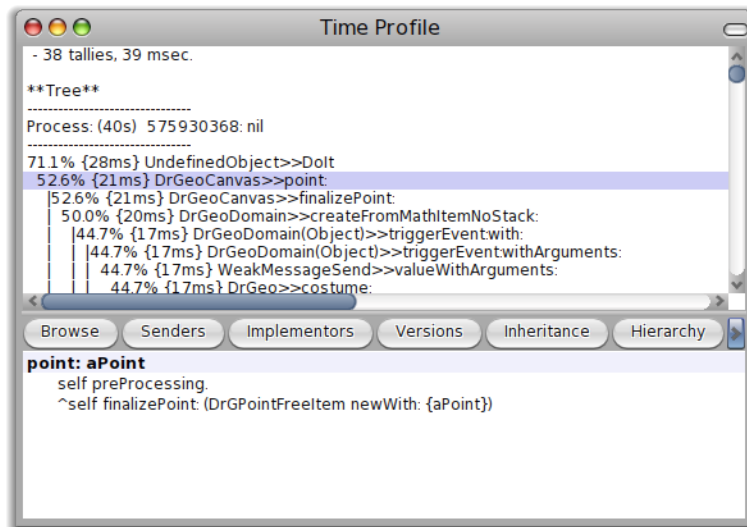 Time Profile
- 38 tallies, 39 msec.
**Tree**
--------------------------------
Process: (40s) 575930368: nil
--------------------------------
71.1% {28ms} UndefinedObject>>DoIt
52.6% {21ms} DrGeoCanvas>>point:
|52.6% {21ms} DrGeoCanvas>>finalizePoint:
| 50.0% {20ms} DrGeoDomain>>createFromMathItemNoStack:
| |44.7% {17ms} DrGeoDomain(Object)>>triggerEvent:with:
| | |44.7% {17ms} DrGeoDomain(Object)>>triggerEvent:withArguments:
| | | 44.7% {17ms} WeakMessageSend>>valueWithArguments:
| | | 44.7% {17ms} DrGeo>>costume:
Browse Senders Implementors Versions Inheritance Hierarchy
point: aPoint
self preProcessing.
^self finalizePoint: (DrGPointFreeItem newWith: {aPoint})